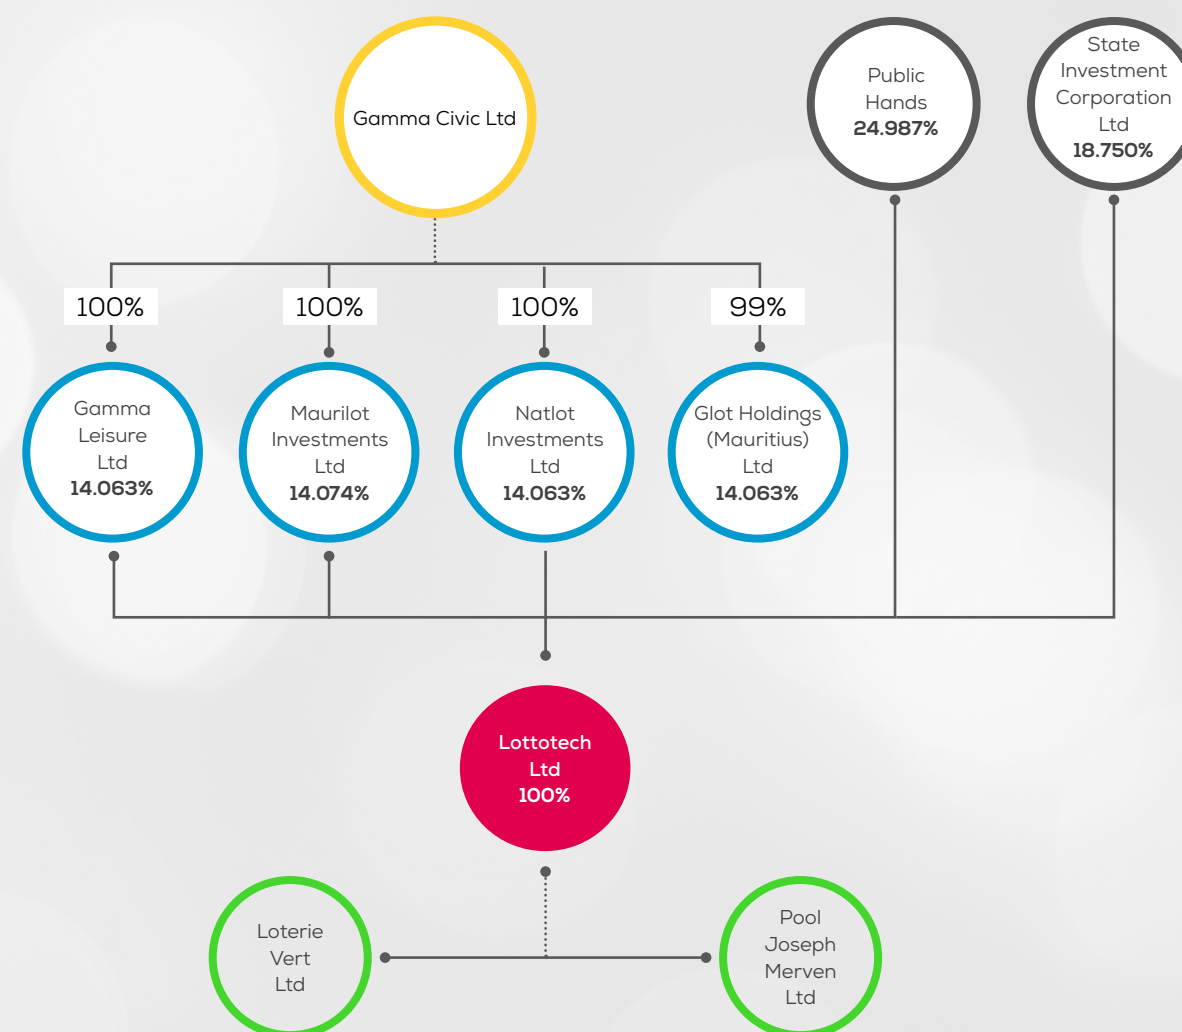 Gamma Civic Ltd
Public
Hands
24.987%
State
Investment
Corporation
Ltd
18.750%
100%
100%
100%
99%
Gamma
Leisure
Ltd
14.063%
Maurilot
Investments
Ltd
14.074%
Natlot
Investments
Ltd
14.063%
Glot Holdings
(Mauritius)
Ltd
14.063%
Lottotech
Ltd
100%
Loterie
Vert
Ltd
Pool
Joseph
Merven
Ltd